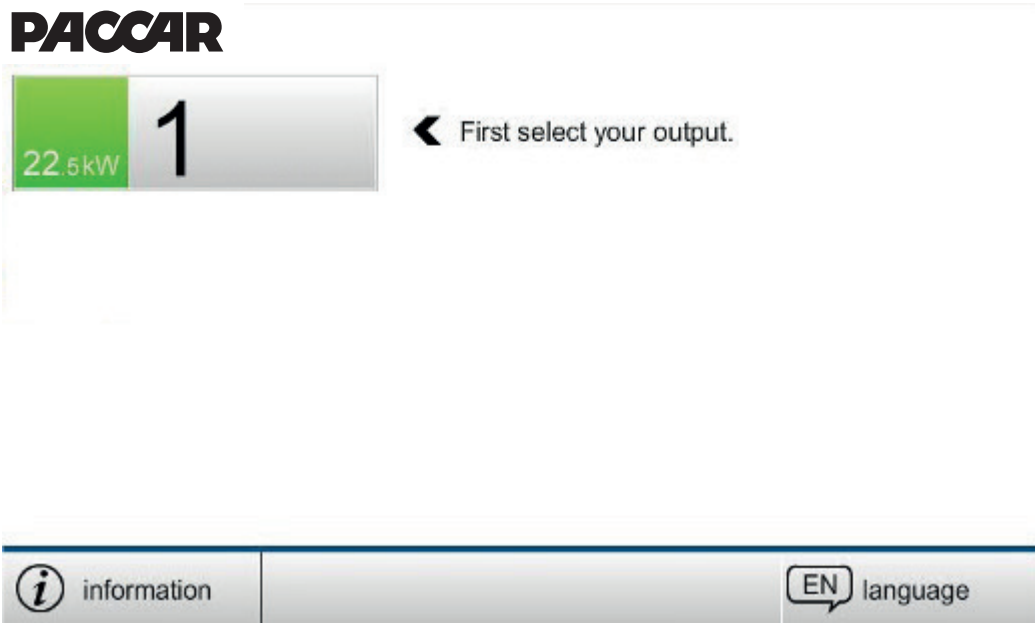 PACCAR
22.5kW 1
First select your output.
i information
EN language